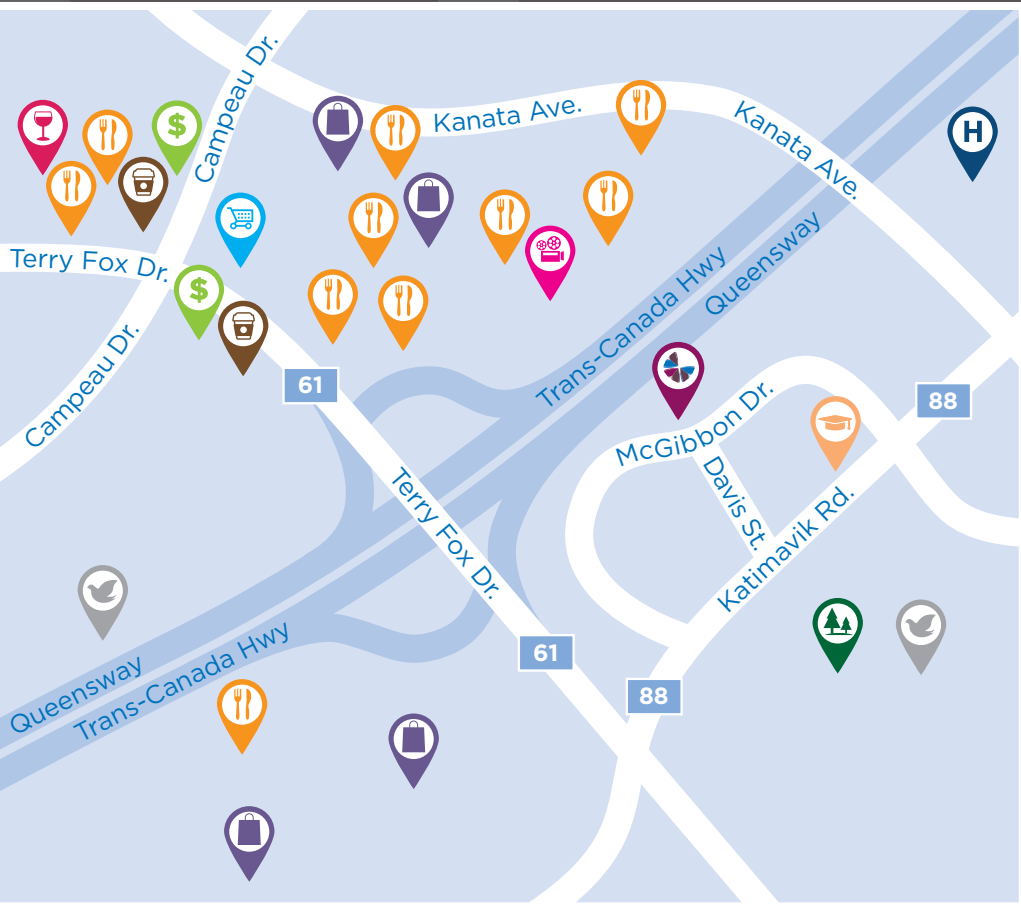 Campeau Dr.
Kanata Ave.
Kanata Ave.
$
H
Terry Fox Dr.
$
Trans-Canada Hwy
Queensway
Campeau Dr.
61
88
McGibbon Dr.
Davis St.
Terry Fox Dr.
Katimavik Rd.
Queensway
Trans-Canada Hwy
61
88